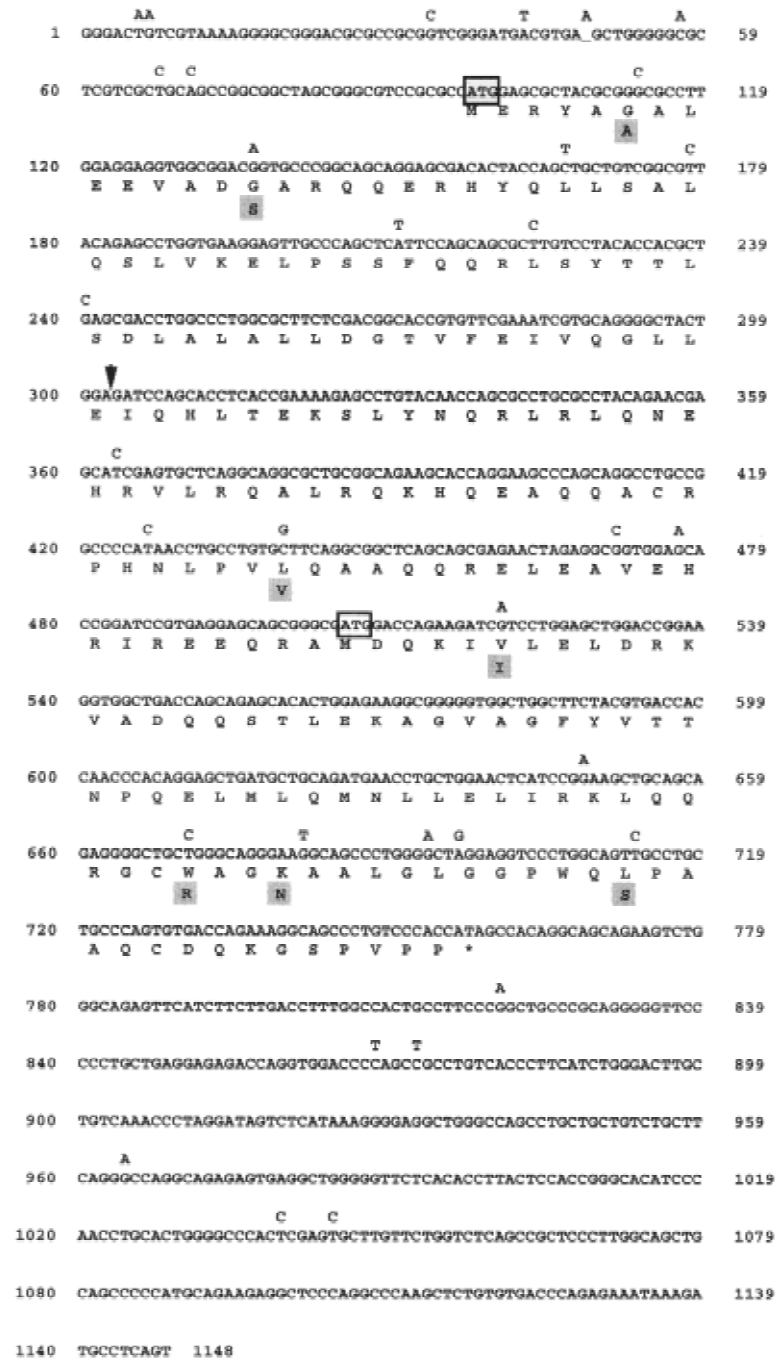 AA C T A A
1 GGGACTGTCGTAAAAGGGGCGGGACGCGCCGCGGTCGGGATGACGTGA_GCTGGGGGCGC 59
C C C
60 TCGTCGCTGCAGCCGGCGGCTAGCGGGCGTCCGCGCCATGGAGCGCTACGCGGGCGCCTT 119
M E R Y A G A L
A
A T C
120 GGAGGAGGTGGCGGACGGTGCCCGGCAGCAGGAGCGACACTACCAGCTGCTGTCGGCGTT 179
E E V A D G A R Q Q E R H Y Q L L S A L
S
T C
180 ACAGAGCCTGGTGAAGGAGTTGCCCAGCTCATTCCAGCAGCGCTTGTCCTACACCACGCT 239
Q S L V K E L P S S F Q Q R L S Y T T L
C
240 GAGCGACCTGGCCCTGGCGCTTCTCGACGGCACCGTGTTCGAAATCGTGCAGGGGCTACT 299
S D L A L A L L D G T V F E I V Q G L L
300 GGAGATCCAGCACCTCACCGAAAAGAGCCTGTACAACCAGCGCCTGCGCCTACAGAACGA 359
E I Q H L T E K S L Y N Q R L R L Q N E
C
360 GCATCGAGTGCTCAGGCAGGCGCTGCGGCAGAAGCACCAGGAAGCCCAGCAGGCCTGCCG 419
H R V L R Q A L R Q K H Q E A Q Q A C R
C G C A
420 GCCCCATAACCTGCCTGTGCTTCAGGCGGCTCAGCAGCGAGAACTAGAGGCGGTGGAGCA 479
P H N L P V L Q A A Q Q R E L E A V E H
V
A
480 CCGGATCCGTGAGGAGCAGCGGGCGATGGACCAGAAGATCGTCCTGGAGCTGGACCGGAA 539
R I R E E Q R A M D Q K I V L E L D R K
I
540 GGTGGCTGACCAGCAGAGCACACTGGAGAAGGCGGGGGTGGCTGGCTTCTACGTGACCAC 599
V A D Q Q S T L E K A G V A G F Y V T T
A
600 CAACCCACAGGAGCTGATGCTGCAGATGAACCTGCTGGAACTCATCCGGAAGCTGCAGCA 659
N P Q E L M L Q M N L L E L I R K L Q Q
C T A G C
660 GAGGGGCTGCTGGGCAGGGAAGGCAGCCCTGGGGCTAGGAGGTCCCTGGCAGTTGCCTGC 719
R G C W A G K A A L G L G G P W Q L P A
R N S
720 TGCCCAGTGTGACCAGAAAGGCAGCCCTGTCCCACCATAGCCACAGGCAGCAGAAGTCTG 779
A Q C D Q K G S P V P P *
A
780 GGCAGAGTTCATCTTCTTGACCTTTGGCCACTGCCTTCCCGGCTGCCCGCAGGGGGTTCC 839
T T
840 CCCTGCTGAGGAGAGACCAGGTGGACCCCAGCCGCCTGTCACCCTTCATCTGGGACTTGC 899
900 TGTCAAACCCTAGGATAGTCTCATAAAGGGGAGGCTGGGCCAGCCTGCTGCTGTCTGCTT 959
A
960 CAGGGCCAGGCAGAGAGTGAGGCTGGGGGTTCTCACACCTTACTCCACCGGGCACATCCC 1019
C C
1020 AACCTGCACTGGGGCCCACTCGAGTGCTTGTTCTGGTCTCAGCCGCTCCCTTGGCAGCTG 1079
1080 CAGCCCCCATGCAGAAGAGGCTCCCAGGCCCAAGCTCTGTGTGACCCAGAGAAATAAAGA 1139
1140 TGCCTCAGT 1148